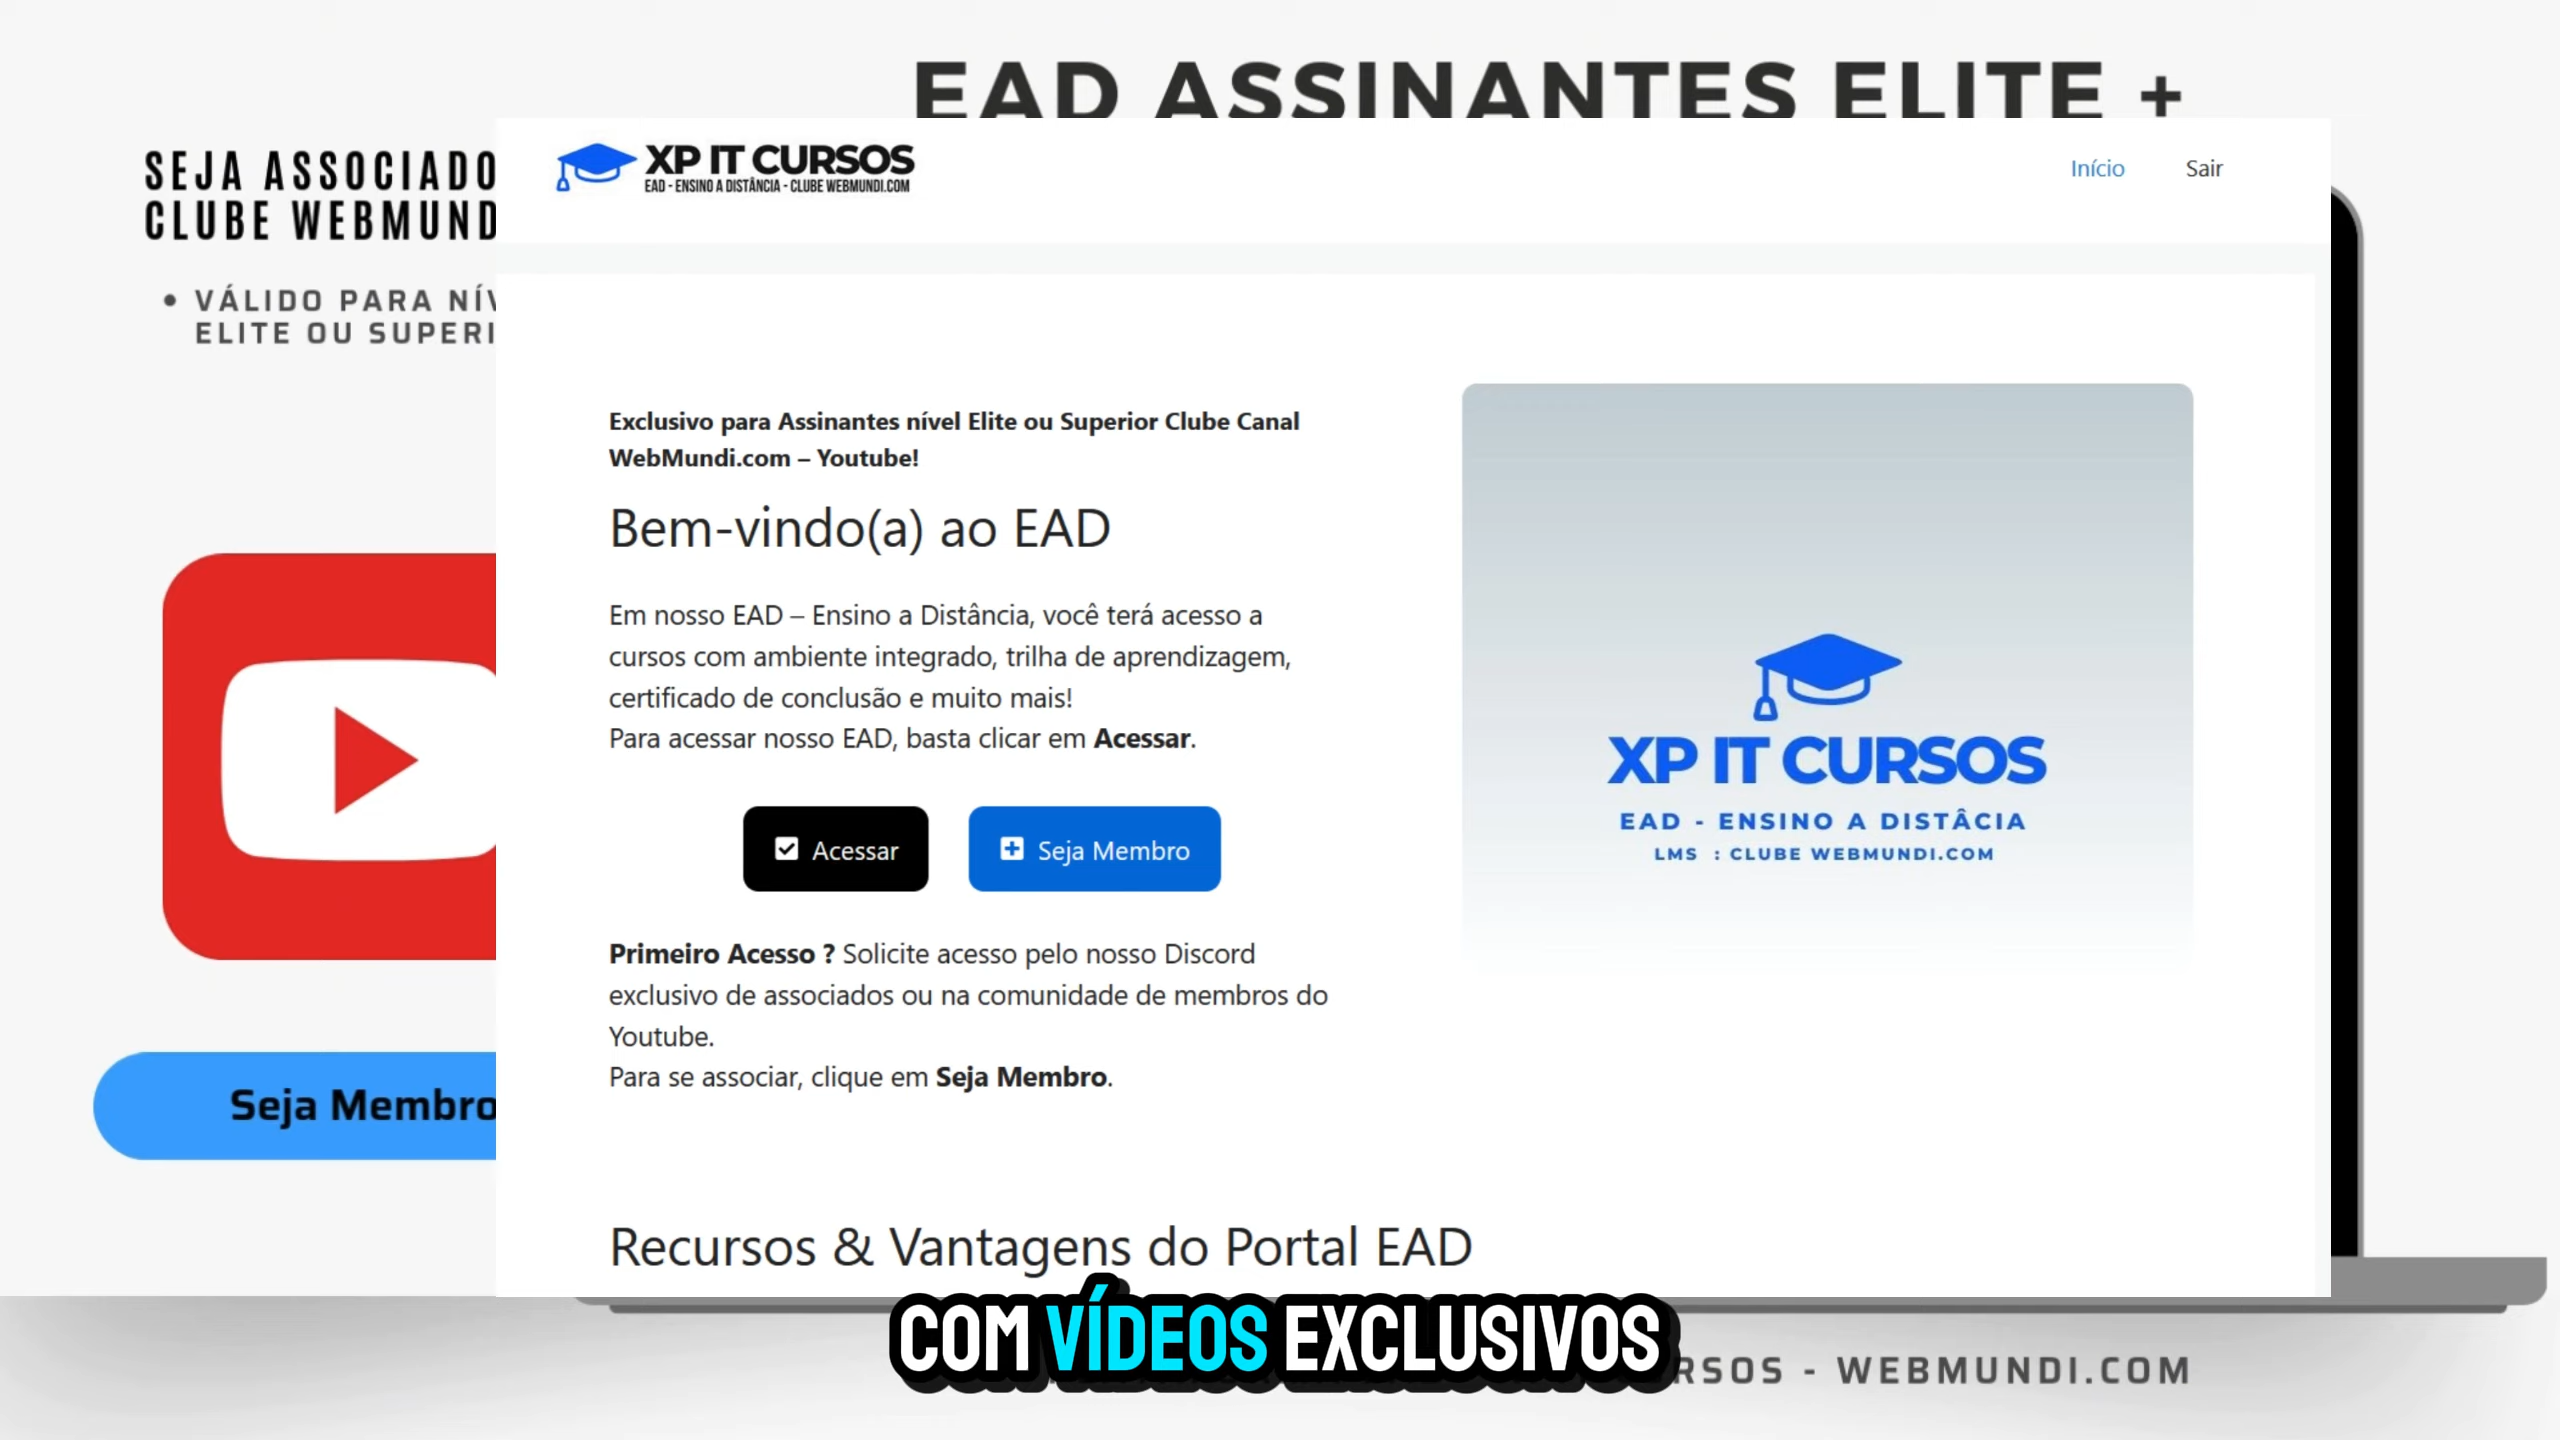 EAD ASSINANTES ELITE +
SEJA ASSOCIADO
CLUBE WEBMUND
• VÁLIDO PARA NÍV
ELITE OU SUPERI
Seja Membro
XP IT CURSOS
EAD - ENSINO A DISTÂNCIA - CLUBE WEBMUNDI.COM
Início
Sair
Exclusivo para Assinantes nível Elite ou Superior Clube Canal
WebMundi.com – Youtube!
Bem-vindo(a) ao EAD
Em nosso EAD – Ensino a Distância, você terá acesso a
cursos com ambiente integrado, trilha de aprendizagem,
certificado de conclusão e muito mais!
Para acessar nosso EAD, basta clicar em Acessar.
Acessar
Seja Membro
Primeiro Acesso ? Solicite acesso pelo nosso Discord
exclusivo de associados ou na comunidade de membros do
Youtube.
Para se associar, clique em Seja Membro.
XP IT CURSOS
EAD - ENSINO A DISTÂCIA
LMS : CLUBE WEBMUNDI.COM
Recursos & Vantagens do Portal EAD
COM VÍDEOS EXCLUSIVOS
RSOS - WEBMUNDI.COM